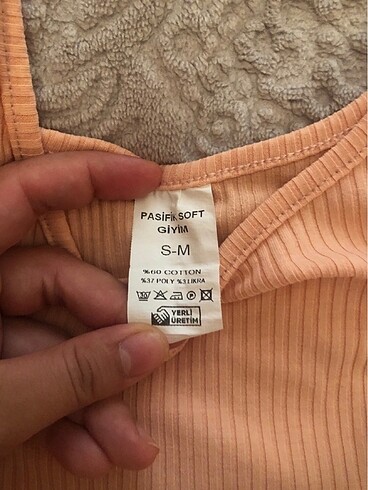 PASİFİK SOFT
GİYİM
S-M
%60 COTTON
%37 POLY %3 LIKRA
YERLİ
ÜRETİM